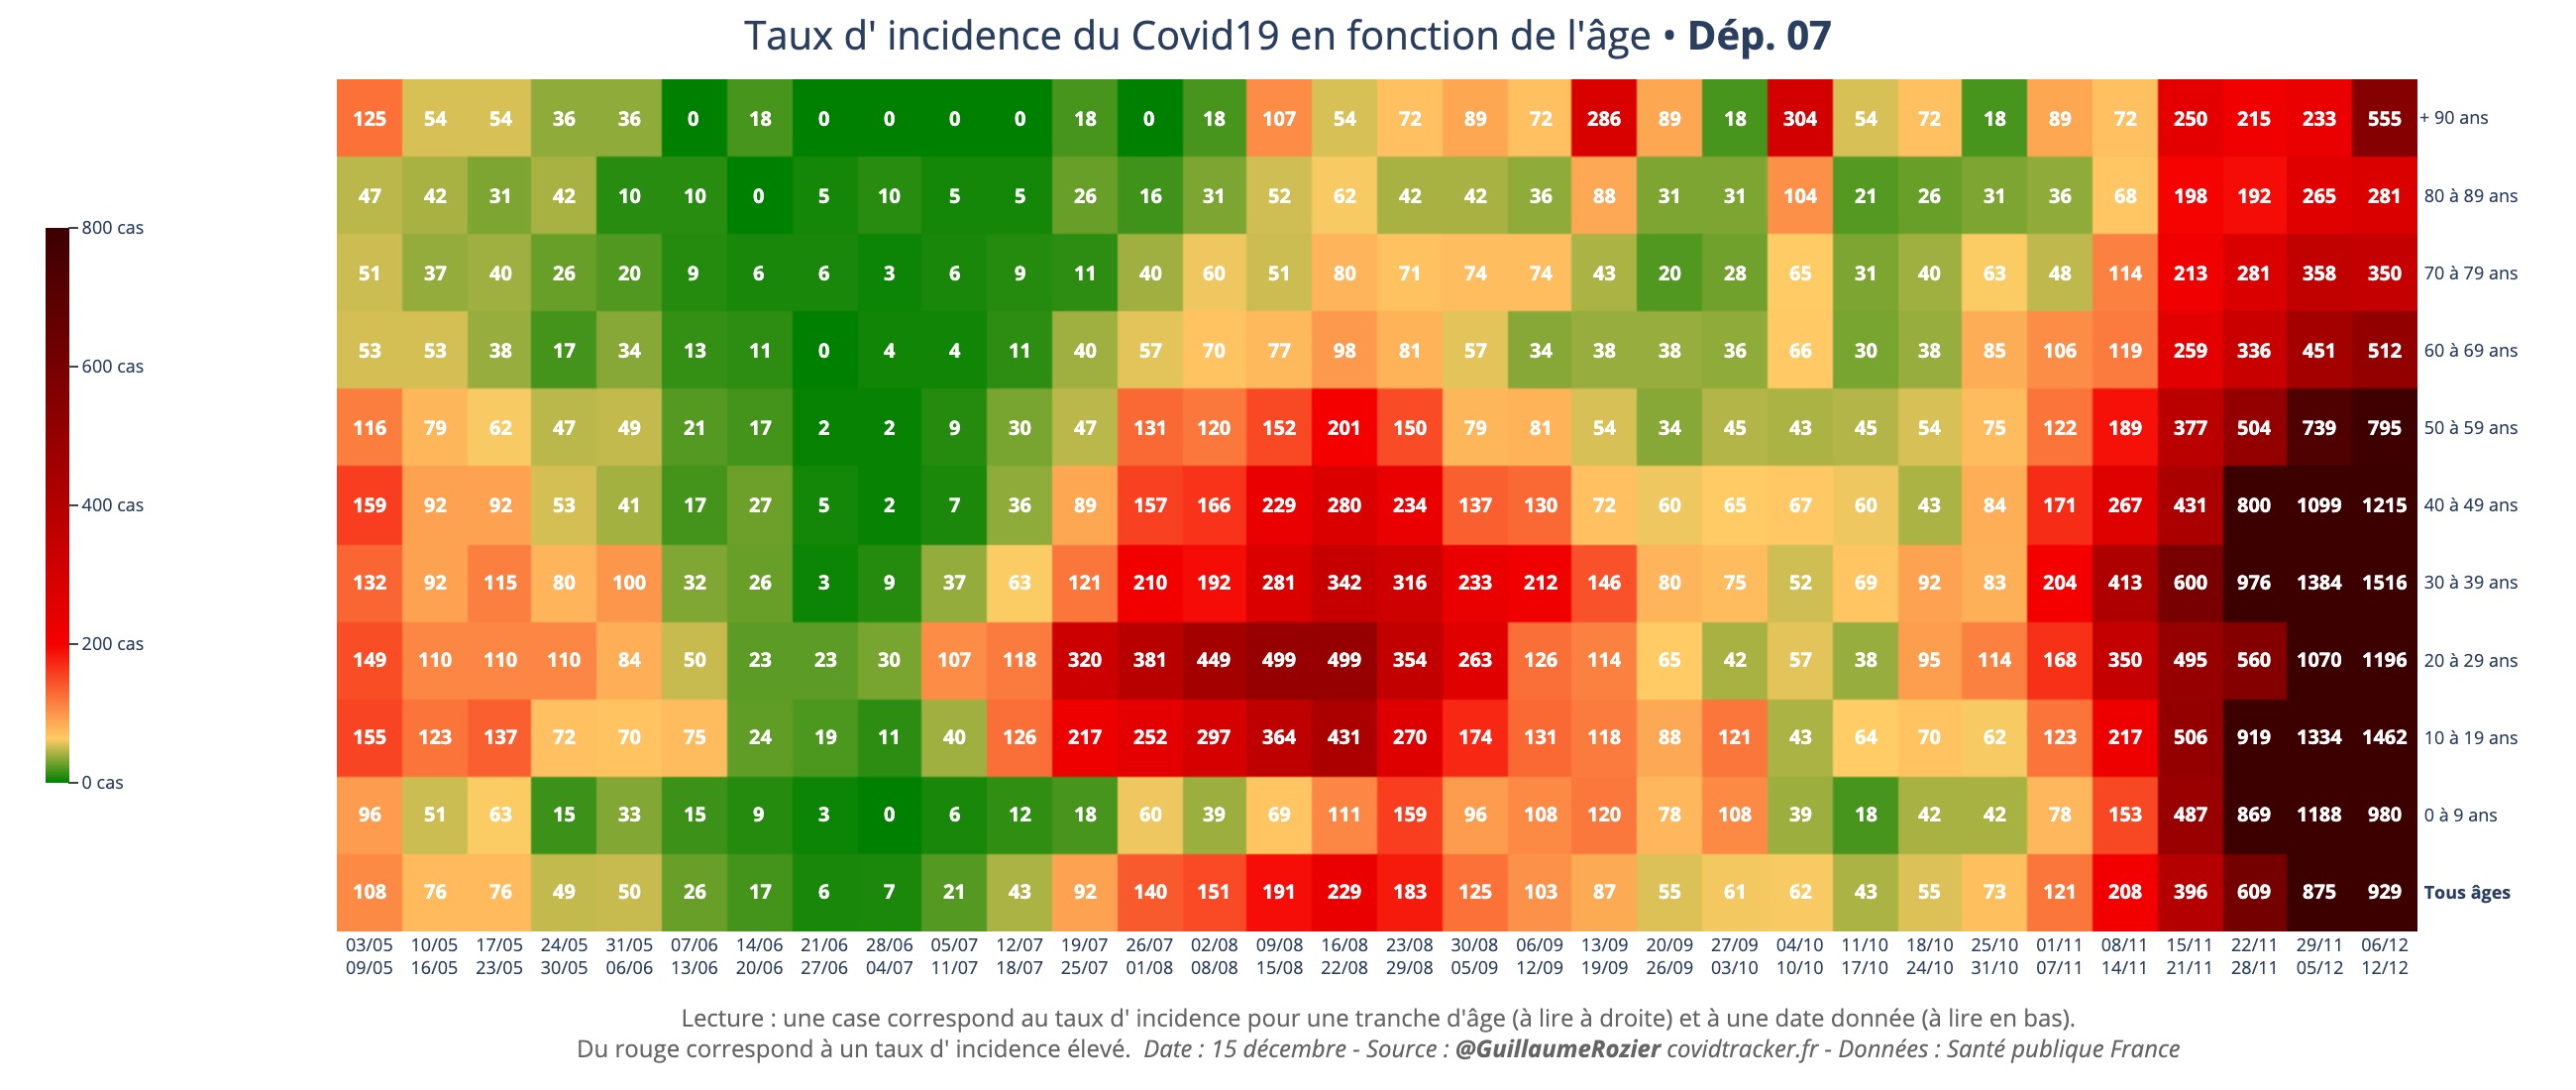 Taux d' incidence du Covid19 en fonction de l'âge • Dép. 07
125 54 54 36 36 0 18 0 0 0 0 18 0 18 107 54 72 89 72 286 89 18 304 54 72 18 89 72 250 215 233 555 + 90 ans
47 42 31 42 10 10 0 5 10 5 5 26 16 31 52 62 42 42 36 88 31 31 104 21 26 31 36 68 198 192 265 281 80 à 89 ans
800 cas
51 37 40 26 20 9 6 6 3 6 9 11 40 60 51 80 71 74 74 43 20 28 65 31 40 63 48 114 213 281 358 350 70 à 79 ans
53 53 38 17 34 13 11 0 4 4 11 40 57 70 77 98 81 57 34 38 38 36 66 30 38 85 106 119 259 336 451 512 60 à 69 ans
600 cas
116 79 62 47 49 21 17 2 2 9 30 47 131 120 152 201 150 79 81 54 34 45 43 45 54 75 122 189 377 504 739 795 50 à 59 ans
400 cas
159 92 92 53 41 17 27 5 2 7 36 89 157 166 229 280 234 137 130 72 60 65 67 60 43 84 171 267 431 800 1099 1215 40 à 49 ans
132 92 115 80 100 32 26 3 9 37 63 121 210 192 281 342 316 233 212 146 80 75 52 69 92 83 204 413 600 976 1384 1516 30 à 39 ans
200 cas
149 110 110 110 84 50 23 23 30 107 118 320 381 449 499 499 354 263 126 114 65 42 57 38 95 114 168 350 495 560 1070 1196 20 à 29 ans
155 123 137 72 70 75 24 19 11 40 126 217 252 297 364 431 270 174 131 118 88 121 43 64 70 62 123 217 506 919 1334 1462 10 à 19 ans
0 cas
96 51 63 15 33 15 9 3 0 6 12 18 60 39 69 111 159 96 108 120 78 108 39 18 42 42 78 153 487 869 1188 980 0 à 9 ans
108 76 76 49 50 26 17 6 7 21 43 92 140 151 191 229 183 125 103 87 55 61 62 43 55 73 121 208 396 609 875 929 Tous âges
03/05 10/05 17/05 24/05 31/05 07/06 14/06 21/06 28/06 05/07 12/07 19/07 26/07 02/08 09/08 16/08 23/08 30/08 06/09 13/09 20/09 27/09 04/10 11/10 18/10 25/10 01/11 08/11 15/11 22/11 29/11 06/12
09/05 16/05 23/05 30/05 06/06 13/06 20/06 27/06 04/07 11/07 18/07 25/07 01/08 08/08 15/08 22/08 29/08 05/09 12/09 19/09 26/09 03/10 10/10 17/10 24/10 31/10 07/11 14/11 21/11 28/11 05/12 12/12
Lecture : une case correspond au taux d' incidence pour une tranche d'âge (à lire à droite) et à une date donnée (à lire en bas).
Du rouge correspond à un taux d' incidence élevé. Date : 15 décembre - Source : @GuillaumeRozier covidtracker.fr - Données : Santé publique France